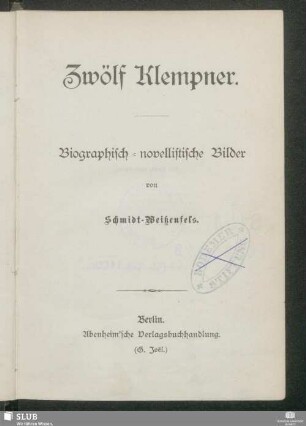 Zwölf Klempner.
Biographisch-novellistische Bilder
von
Schmidt-Weißenfels.
Berlin.
Abenheim'sche Verlagsbuchhandlung.
(G. Joël.)
SLUB
Wir führen Wissen.